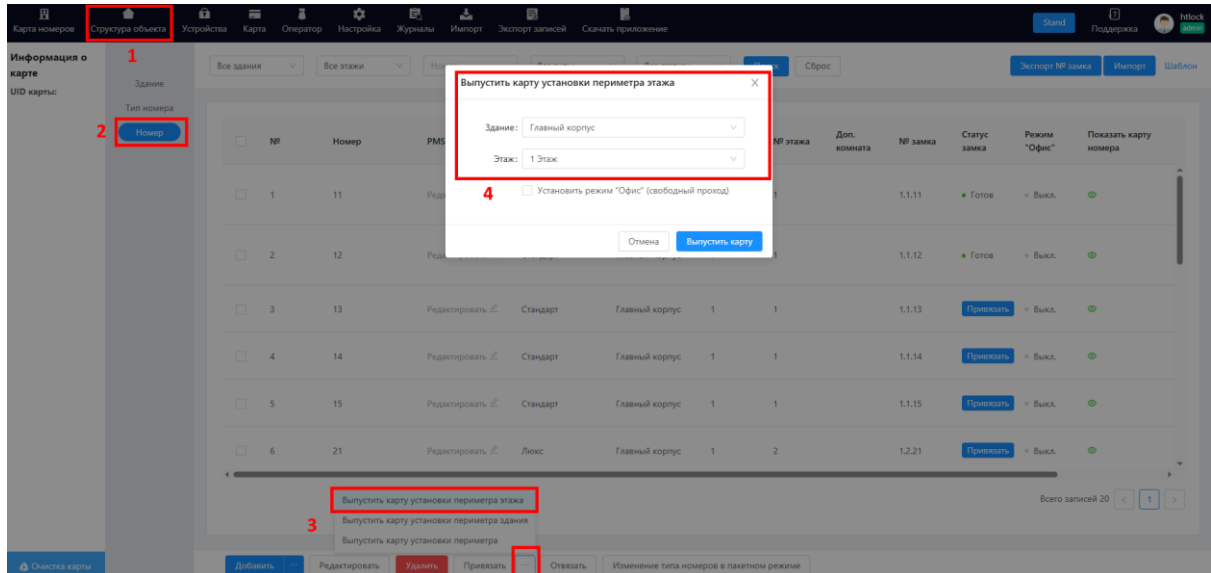 Карта номеров Структура объекта Устройства Карта Оператор Настройка Журналы Импорт Экспорт записей Скачать приложение Stand Поддержка htlock admin
1
Информация о карте
UID карты:
Здание
Тип номера
2 Номер
Все здания Все этажи Сброс Экспорт № замка Импорт Шаблон
Выпустить карту установки периметра этажа
Здание: Главный корпус
Этаж: 1 Этаж
4
Установить режим "Офис" (свободный проход)
Отмена Выпустить карту
№ Номер PMS № этажа Доп. комната № замка Статус замка Режим "Офис" Показать карту номера
1 11 1 1.1.11 Готов Выкл.
2 12 1 1.1.12 Готов Выкл.
3 13 Редактировать Стандарт Главный корпус 1 1 1.1.13 Привязать Выкл.
4 14 Редактировать Стандарт Главный корпус 1 1 1.1.14 Привязать Выкл.
5 15 Редактировать Стандарт Главный корпус 1 1 1.1.15 Привязать Выкл.
6 21 Редактировать Люкс Главный корпус 1 2 1.2.21 Привязать Выкл.
Всего записей 20 < 1 >
3
Выпустить карту установки периметра этажа
Выпустить карту установки периметра здания
Выпустить карту установки периметра
Очистка карты Добавить ... Редактировать Удалить Привязать ... Отвязать Изменение типа номеров в пакетном режиме